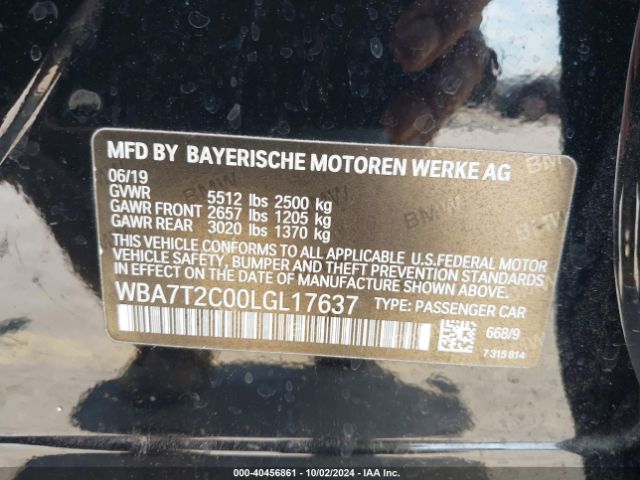 MFD BY BAYERISCHE MOTOREN WERKE AG
06/19
GVWR 5512 lbs 2500 kg
GAWR FRONT 2657 lbs 1205 kg
GAWR REAR 3020 lbs 1370 kg
THIS VEHICLE CONFORMS TO ALL APPLICABLE U.S.FEDERAL MOTOR
VEHICLE SAFETY, BUMPER AND THEFT PREVENTION STANDARDS
IN EFFECT ON THE DATE OF MANUFACTURE SHOWN ABOVE.
WBA7T2C00LGL17637 TYPE: PASSENGER CAR
668/9
7 315 814
000-40456861 - 10/02/2024 - IAA Inc.